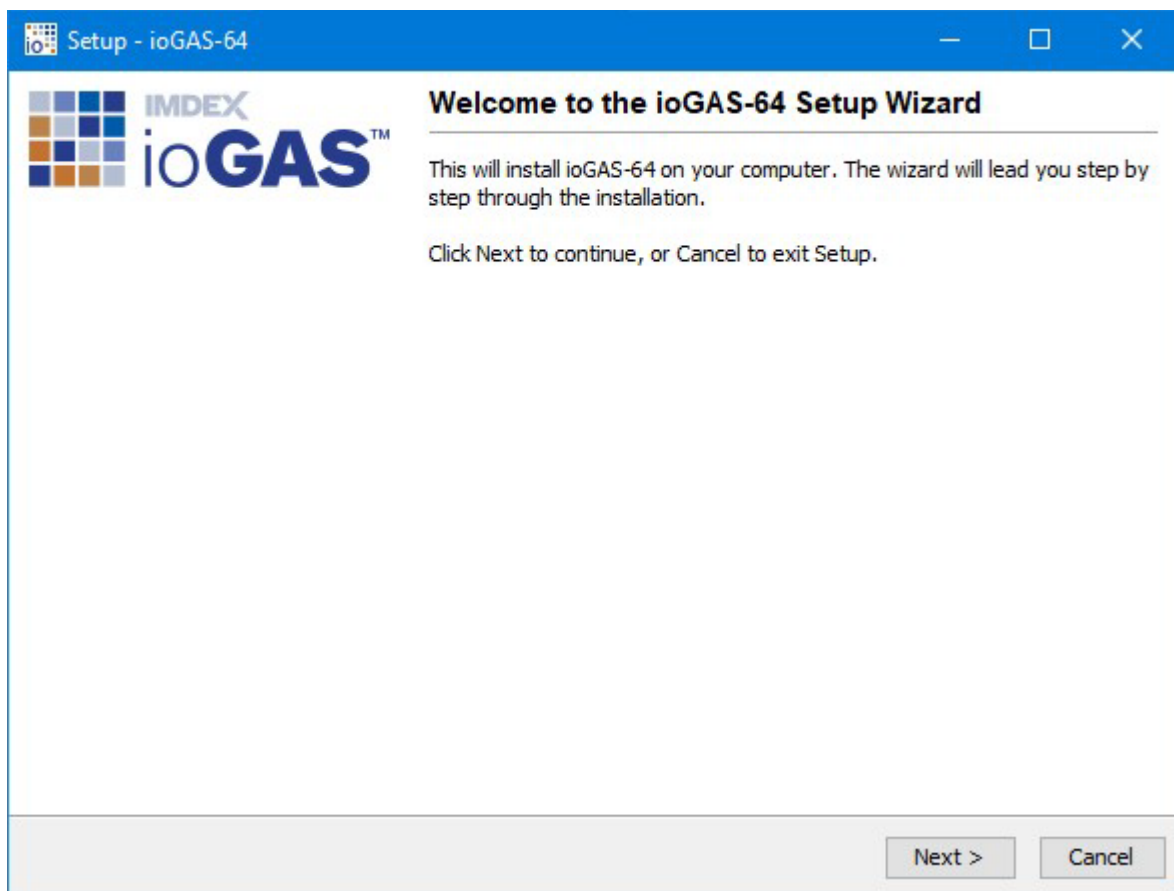 io
Setup - ioGAS-64
IMDEX
ioGAS™
Welcome to the ioGAS-64 Setup Wizard
This will install ioGAS-64 on your computer. The wizard will lead you step by
step through the installation.
Click Next to continue, or Cancel to exit Setup.
Next >
Cancel